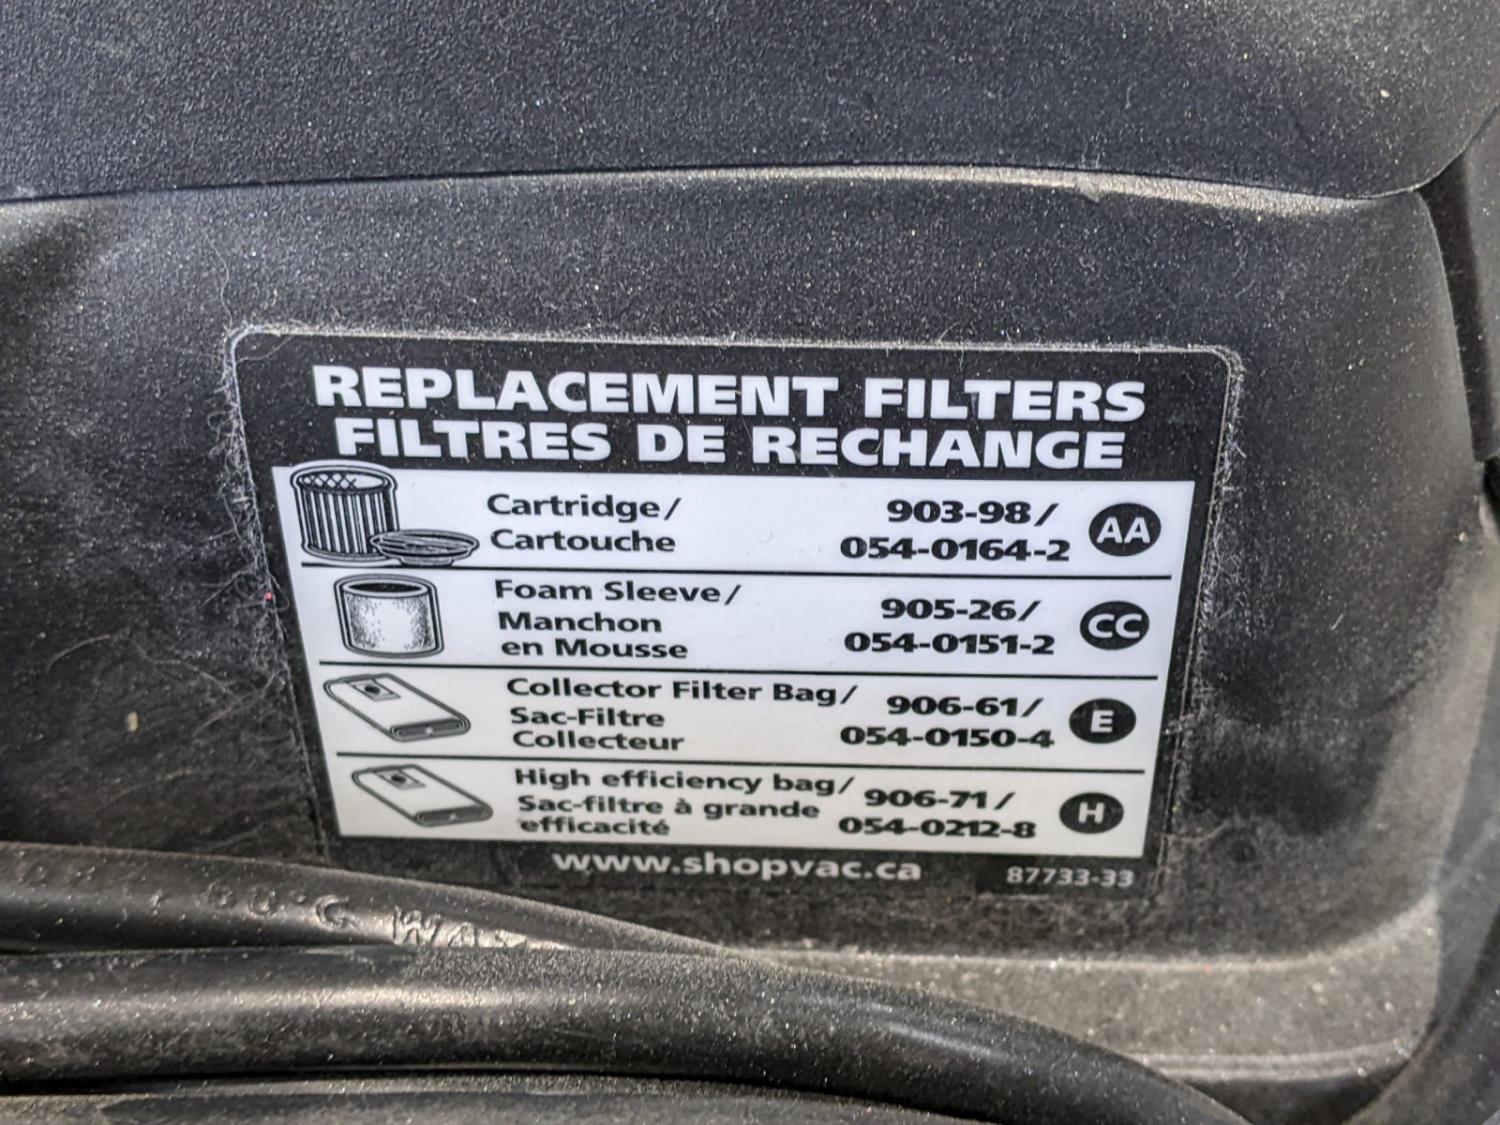 REPLACEMENT FILTERS
FILTRES DE RECHANGE
Cartridge/ 903-98/ AA
Cartouche 054-0164-2
Foam Sleeve/ 905-26/ CC
Manchon 054-0151-2
en Mousse
Collector Filter Bag/ 906-61/ E
Sac-Filtre 054-0150-4
Collecteur
High efficiency bag/ 906-71/ H
Sac-filtre à grande 054-0212-8
efficacité
www.shopvac.ca 87733-33
°C